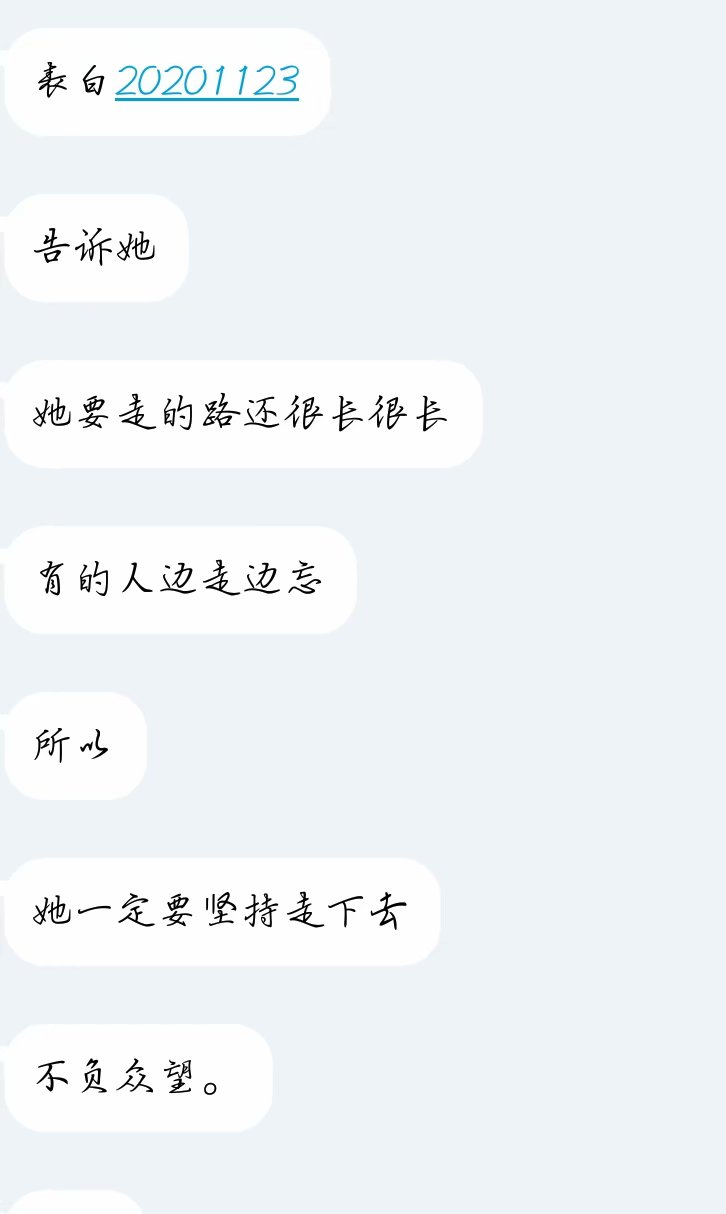 表白20201123
告诉她
她要走的路还很长很长
有的人边走边忘
所以
她一定要坚持走下去
不负众望。